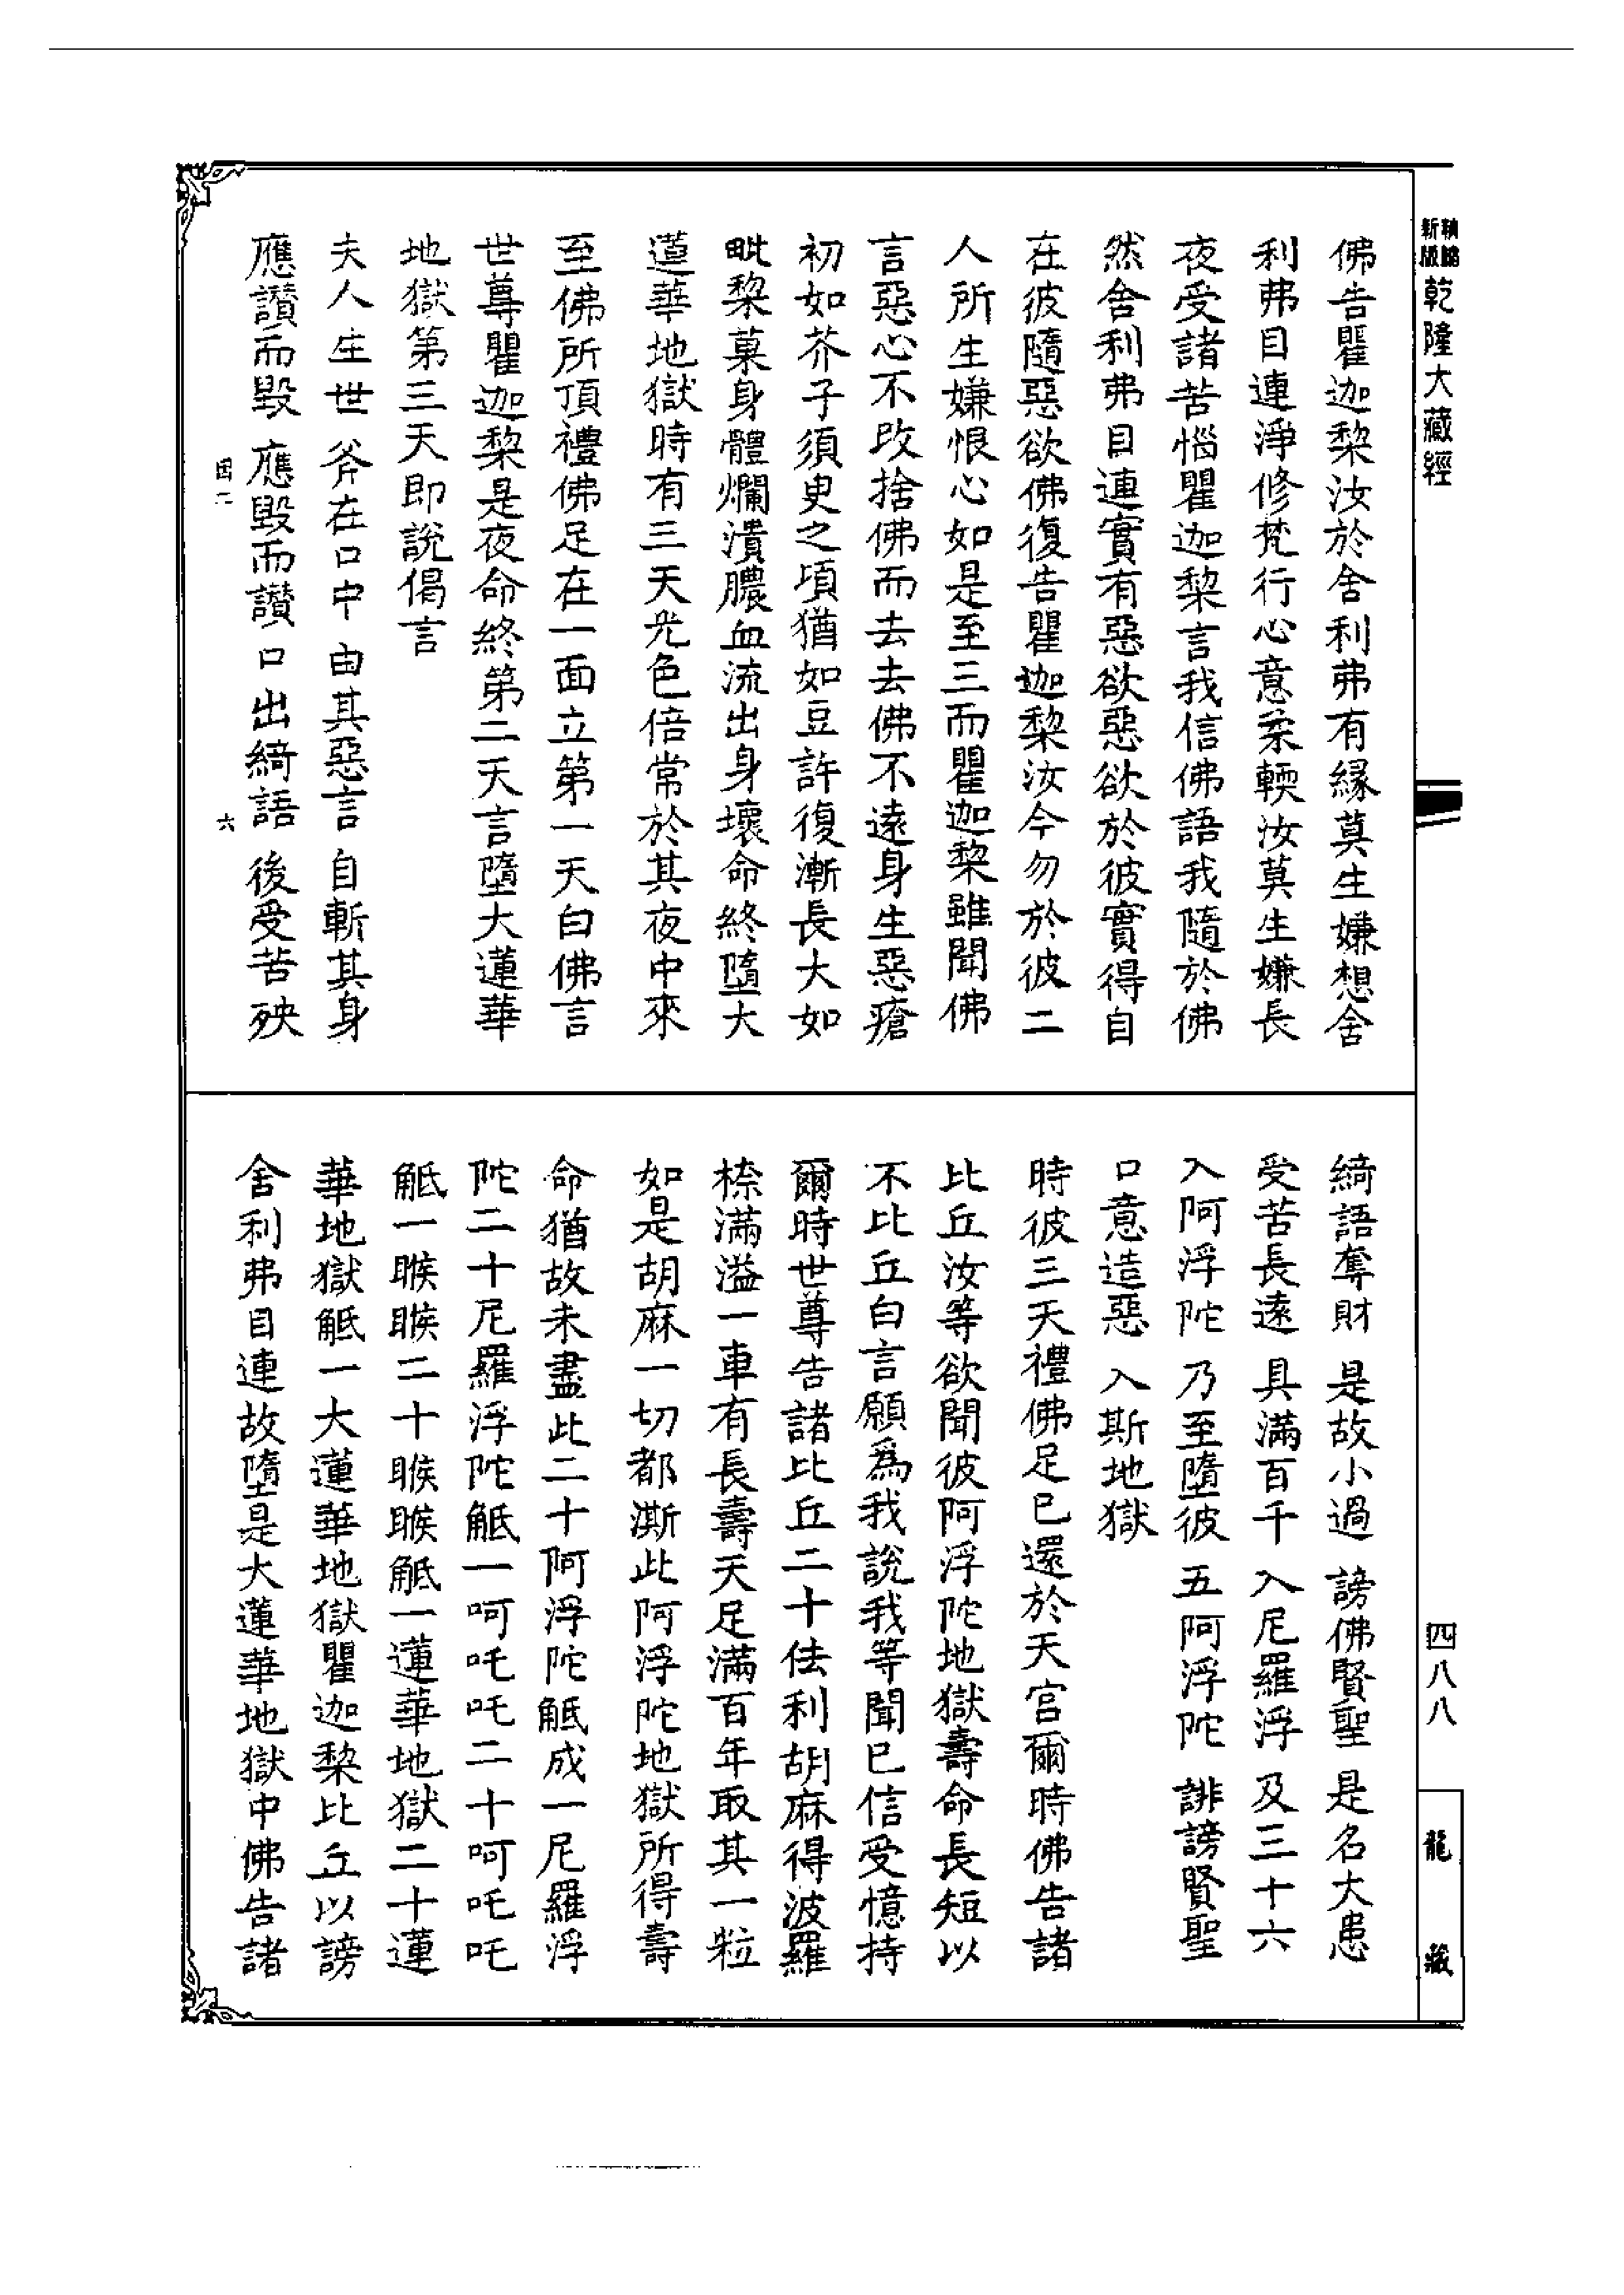 新版
乾隆大藏經
四八八
龍藏
佛告瞿迦棃汝於舍利弗有緣莫生嫌想舍
利弗目連淨修梵行心意柔輭汝莫生嫌長
夜受諸苦惱瞿迦棃言我信佛語我隨於佛
然舍利弗目連實有惡欲惡欲於彼實得自
在彼隨惡欲佛復告瞿迦棃汝今勿於彼二
人所生嫌恨心如是至三而瞿迦棃雖聞佛
言惡心不改捨佛而去去佛不遠身生惡瘡
初如芥子須臾之頃猶如豆許復漸長大如
毗棃菓身體爛潰膿血流出身壞命終墮大
蓮華地獄時有三天光色倍常於其夜中來
至佛所頂禮佛足在一面立第一天白佛言
世尊瞿迦棃是夜命終第二天言墮大蓮華
地獄第三天即說偈言
夫人生世 斧在口中 由其惡言 自斬其身
應讚而毀 應毀而讚 口出綺語 後受苦殃
因二 六
綺語奪財 是故小過 謗佛賢聖 是名大患
受苦長遠 具滿百千 入尼羅浮 及三十六
入阿浮陀 乃至墮彼 五阿浮陀 誹謗賢聖
口意造惡 入斯地獄
時彼三天禮佛足已還於天宮爾時佛告諸
比丘汝等欲聞彼阿浮陀地獄壽命長短以
不比丘白言願為我說我等聞已信受憶持
爾時世尊告諸比丘二十佉利胡麻得波羅
㮈滿溢一車有長壽天足滿百年取其一粒
如是胡麻一切都澌此阿浮陀地獄所得壽
命猶故未盡此二十阿浮陀觝成一尼羅浮
陀二十尼羅浮陀觝一呵吒吒二十呵吒吒
觝一睺睺二十睺睺觝一蓮華地獄二十蓮
華地獄觝一大蓮華地獄瞿迦棃比丘以謗
舍利弗目連故墮是大蓮華地獄中佛告諸